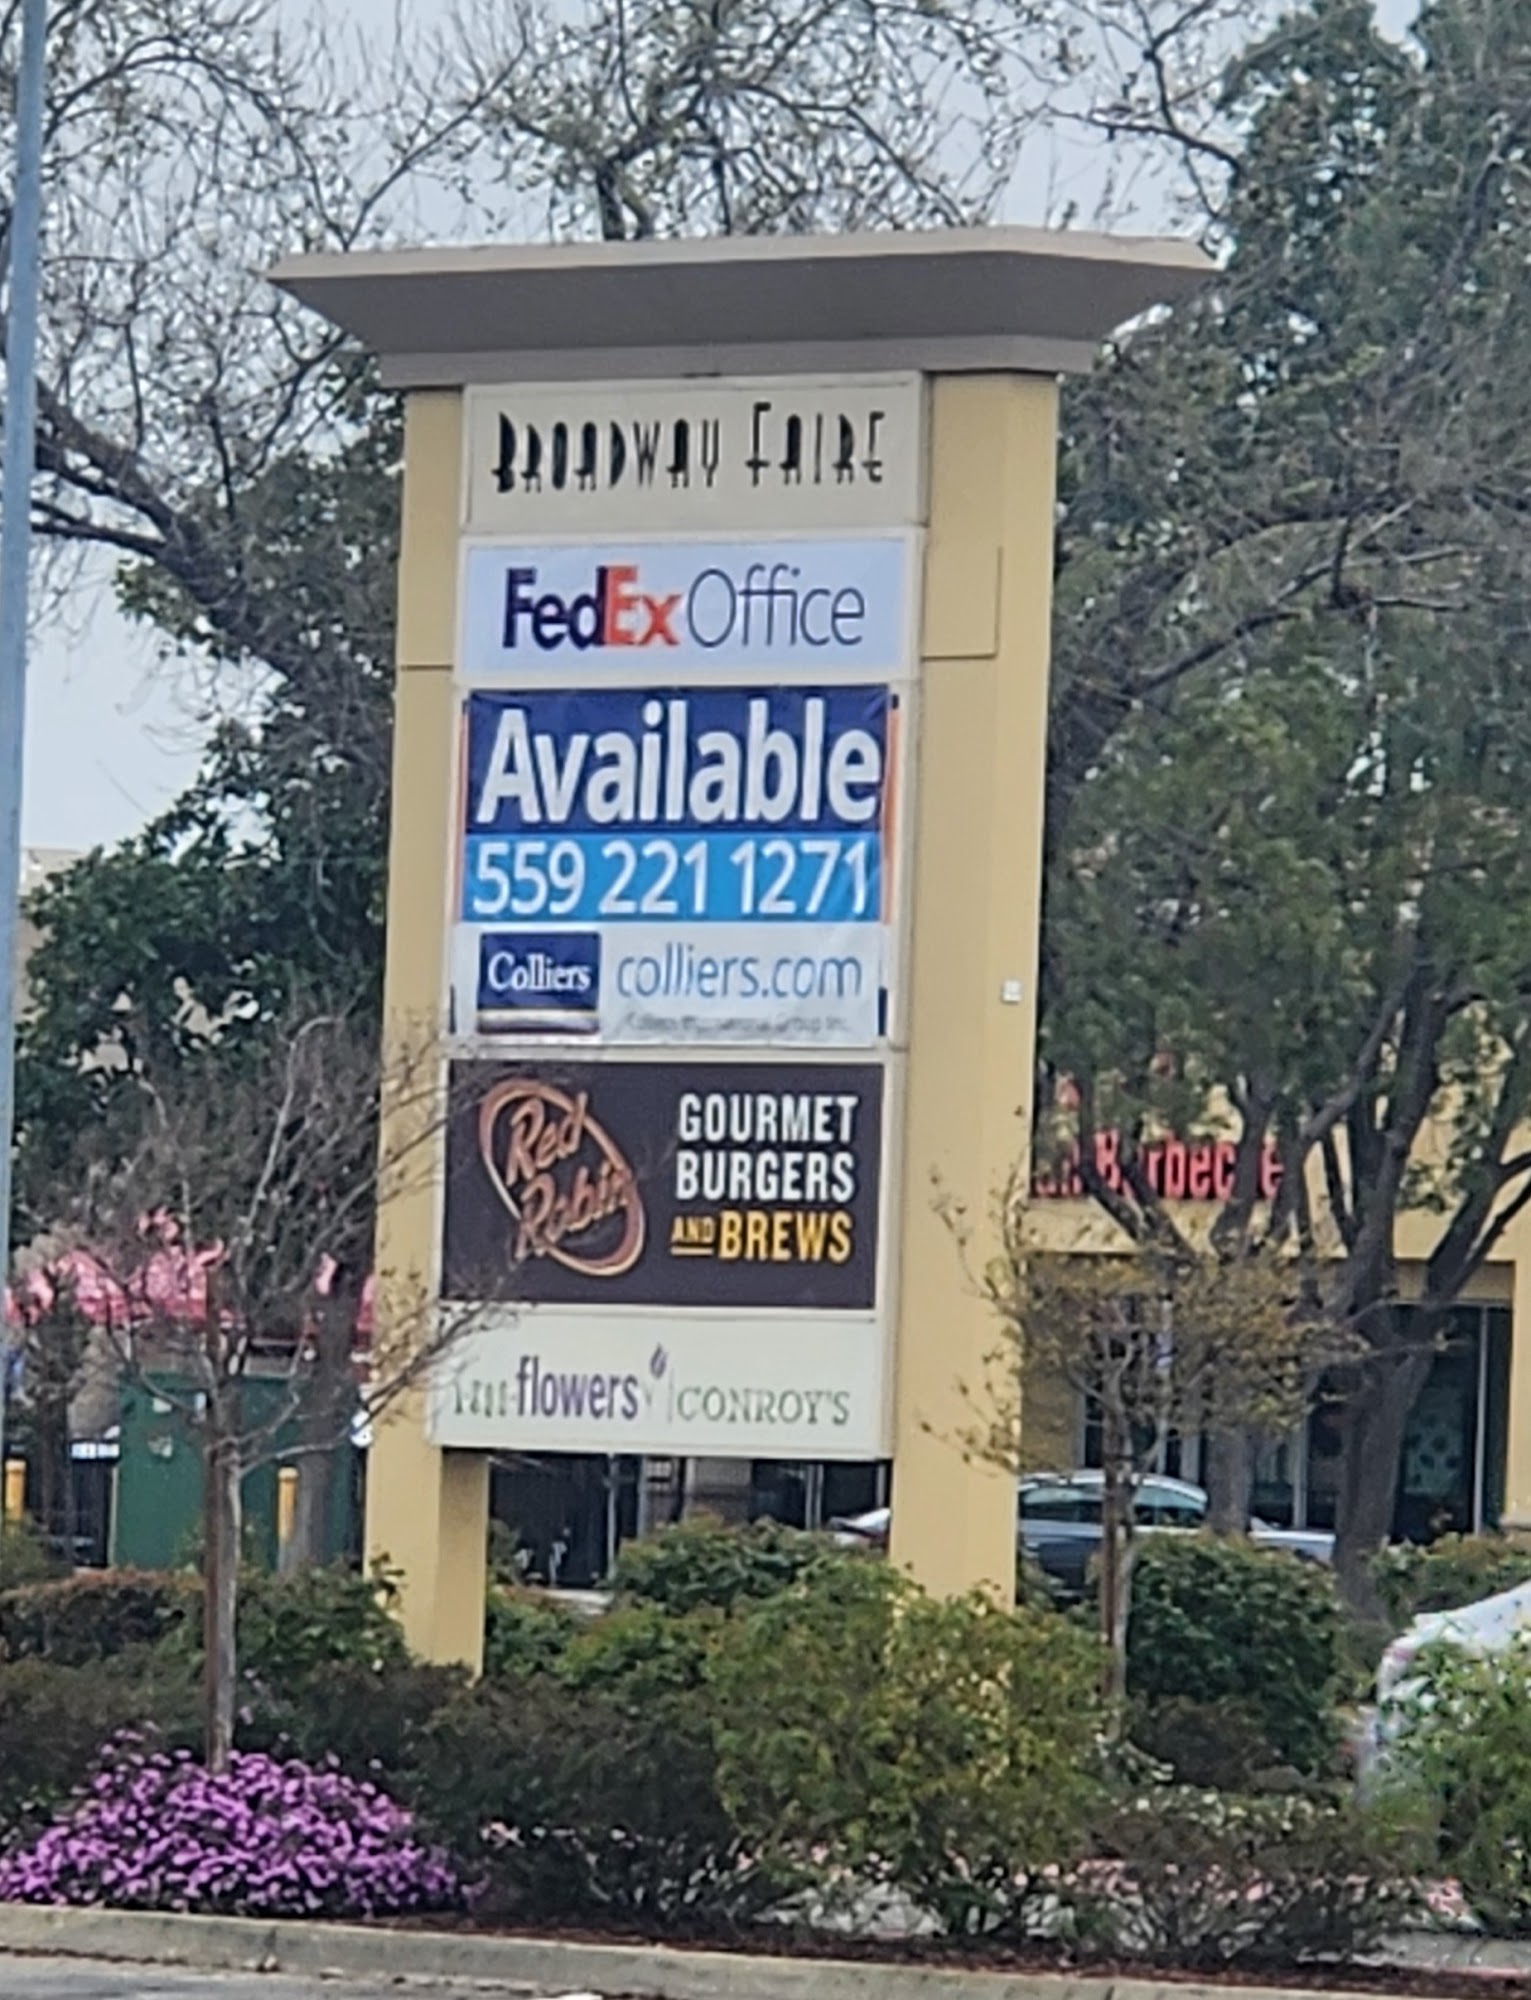 BROADWAY FAIRE
FedEx Office
Available
559 221 1271
Colliers colliers.com
Red Robin
GOURMET
BURGERS
AND BREWS
flowers CONROY'S